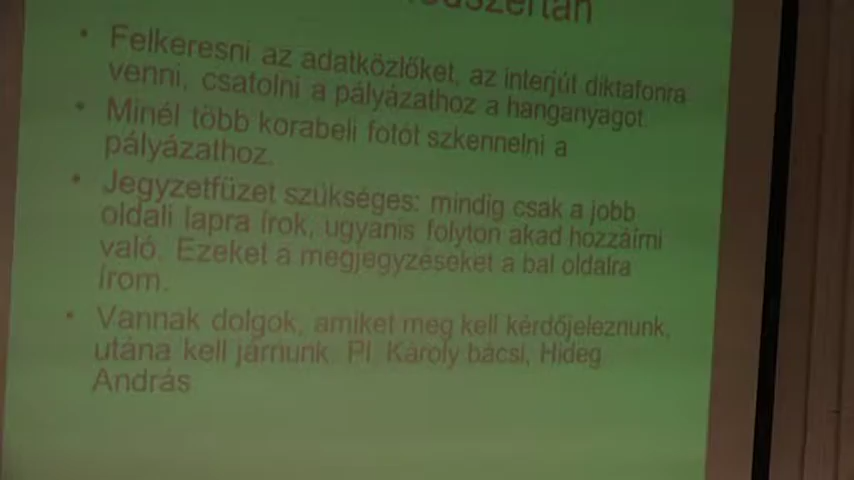 • Felkeresni az adatközlőket, az interjút diktafonra
venni, csatolni a pályázathoz a hanganyagot.
• Minél több korabeli fotót szkennelni a
pályázathoz.
• Jegyzetfüzet szükséges: mindig csak a jobb
oldali lapra írok, ugyanis folyton akad hozzáírni
való. Ezeket a megjegyzéseket a bal oldalra
írom.
• Vannak dolgok, amiket meg kell kérdőjeleznünk,
utána kell járnunk. Pl. Károly bácsi, Hideg
András